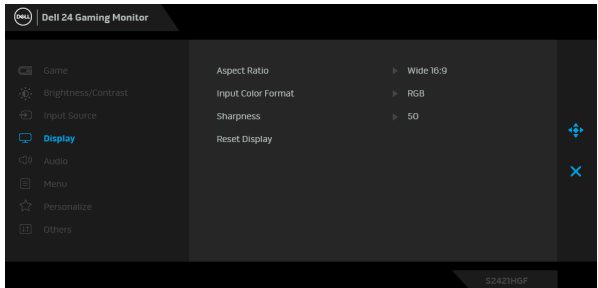 DELL
Dell 24 Gaming Monitor
Game
Brightness/Contrast
Input Source
Display
Audio
Menu
Personalize
Others
Aspect Ratio Wide 16:9
Input Color Format RGB
Sharpness 50
Reset Display
S2421HGF